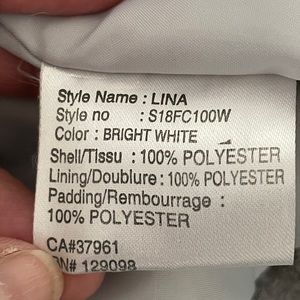 Style Name : LINA
Style no : S18FC100W
Color : BRIGHT WHITE
Shell/Tissu : 100% POLYESTER
Lining/Doublure : 100% POLYESTER
Padding/Rembourrage :
100% POLYESTER
CA#37961
RN# 129098